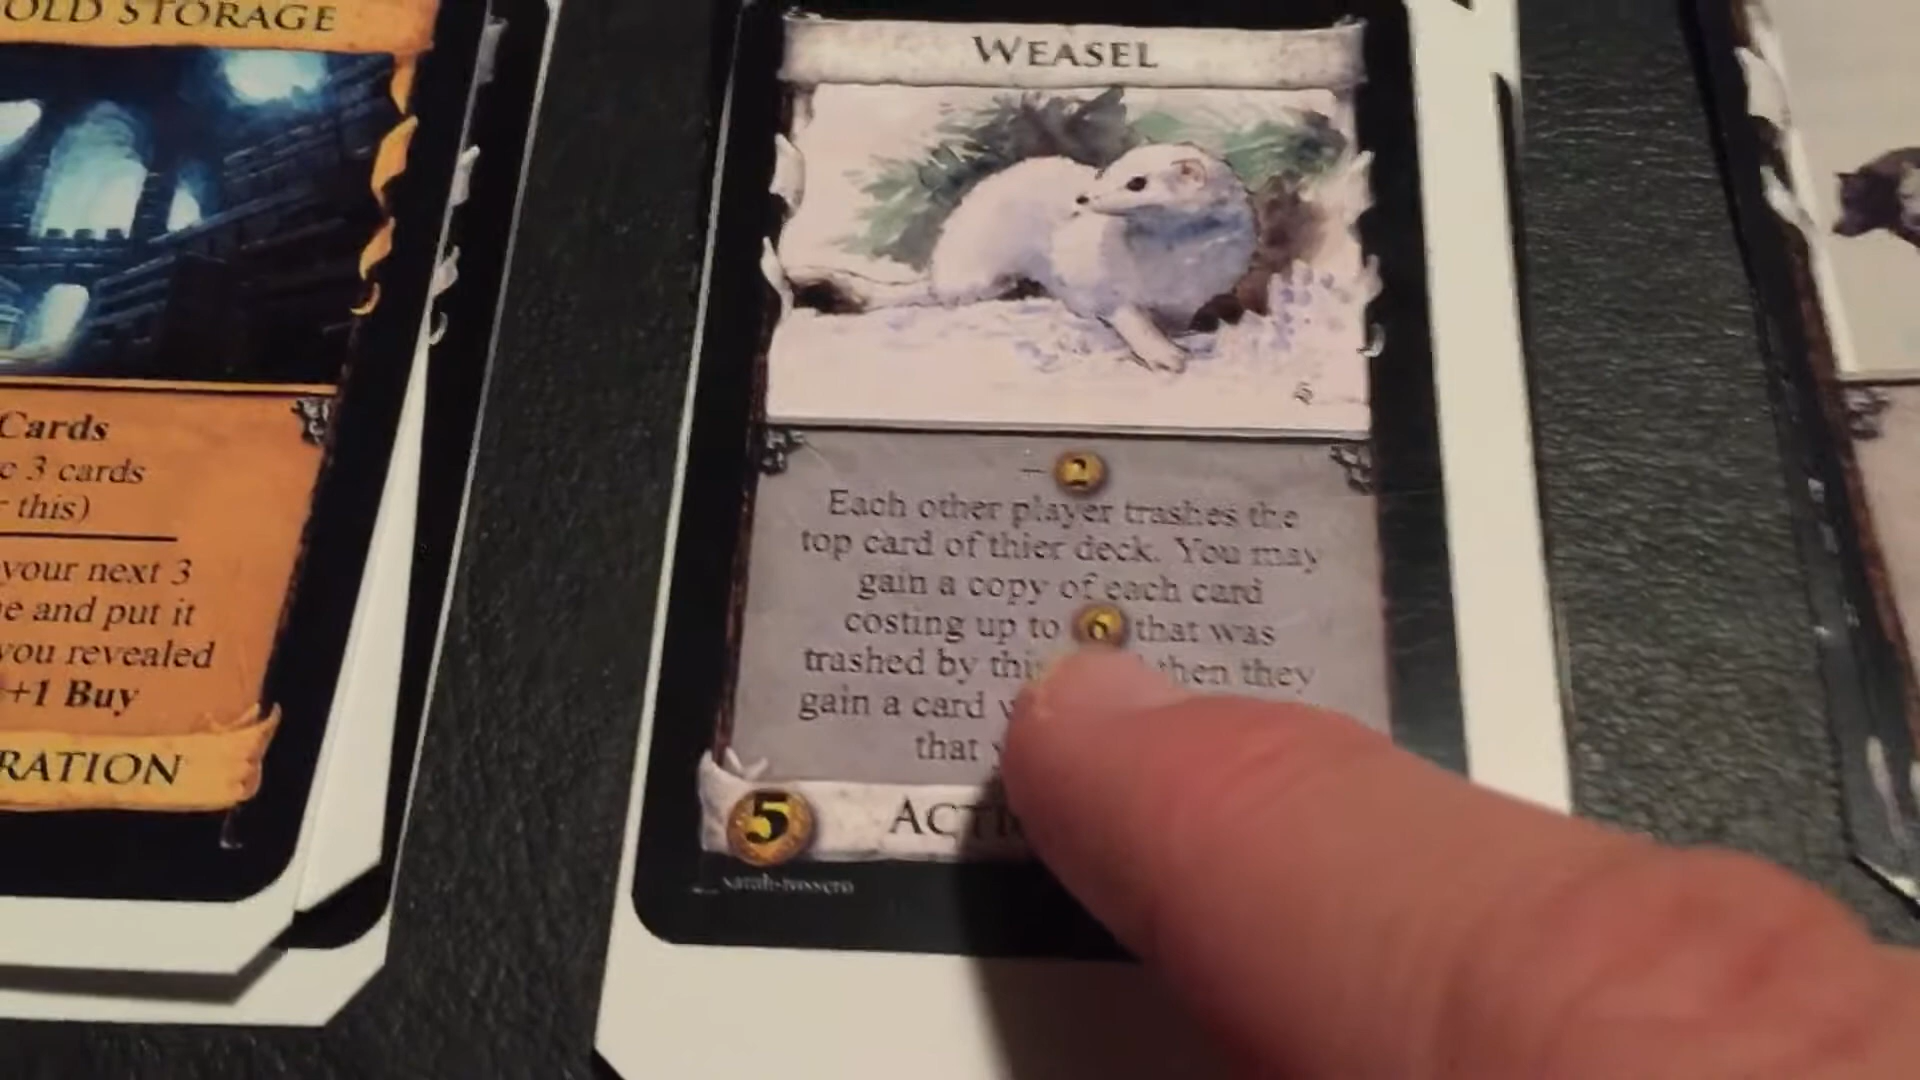 OLD STORAGE
Cards
3 cards
this)
your next 3
and put it
you revealed
+1 Buy
RATION
WEASEL
2
Each other player trashes the
top card of thier deck. You may
gain a copy of each card
costing up to 6 that was
trashed by then they
gain a card
that
5 ACTI